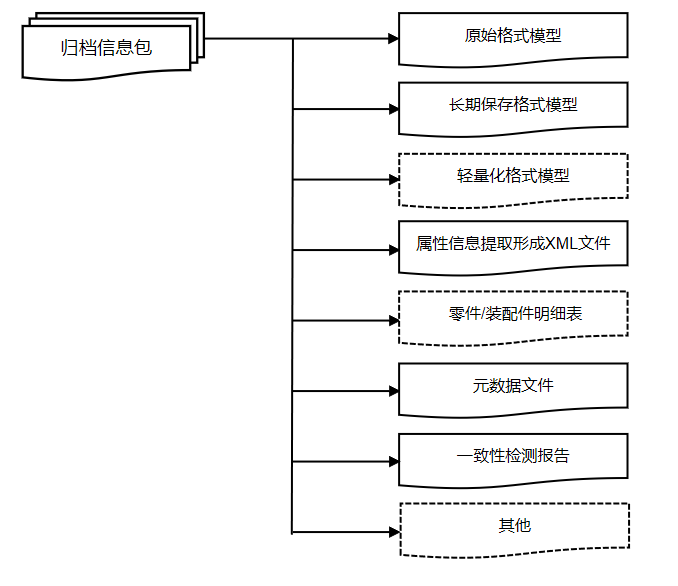 归档信息包
原始格式模型
长期保存格式模型
轻量化格式模型
属性信息提取形成XML文件
零件/装配件明细表
元数据文件
一致性检测报告
其他